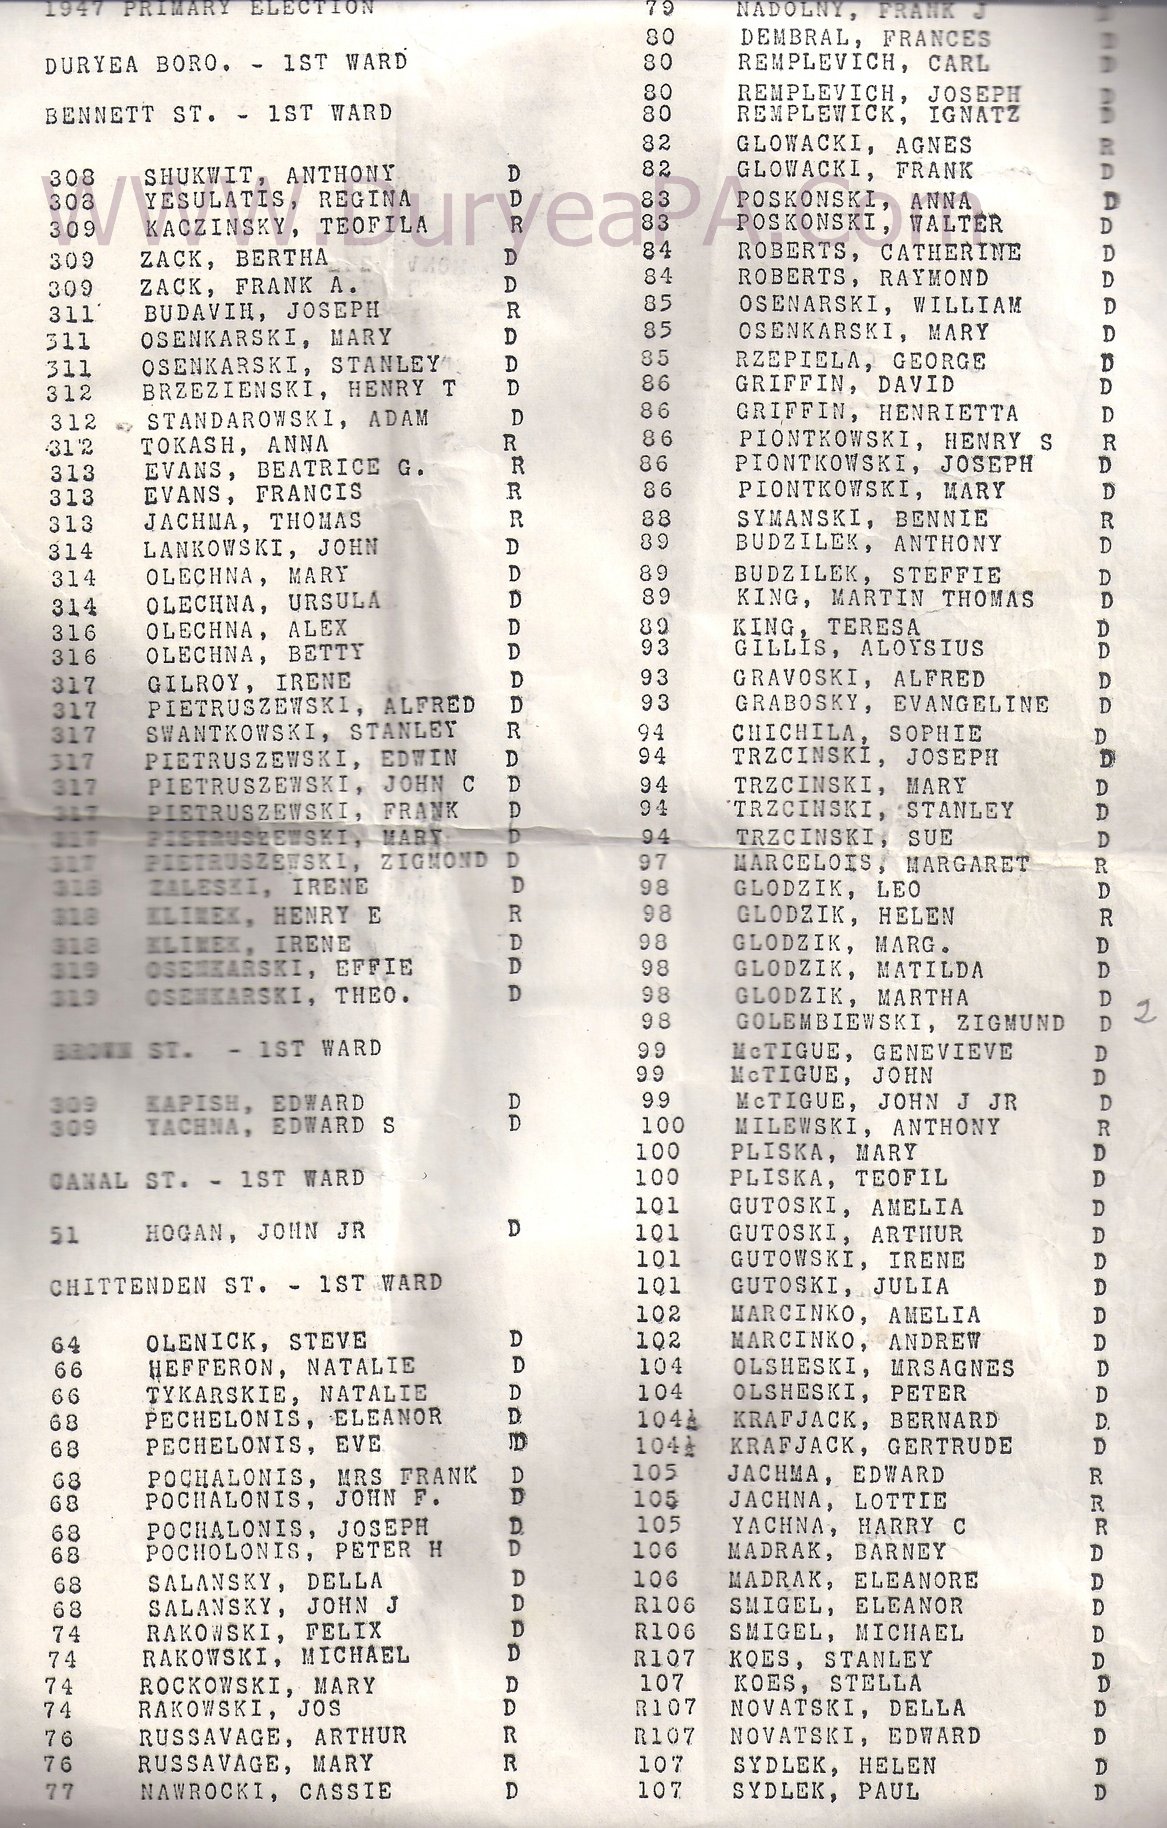 1947 PRIMARY ELECTION
DURYEA BORO. - 1ST WARD
BENNETT ST. - 1ST WARD
308 SHUKWIT, ANTHONY D
308 YESULATIS, REGINA D
309 KACZINSKY, TEOFILA R
309 ZACK, BERTHA D
309 ZACK, FRANK A. D
311 BUDAVIH, JOSEPH R
311 OSENKARSKI, MARY D
311 OSENKARSKI, STANLEY D
312 BRZEZIENSKI, HENRY T D
312 STANDAROWSKI, ADAM D
312 TOKASH, ANNA R
313 EVANS, BEATRICE G. R
313 EVANS, FRANCIS R
313 JACHMA, THOMAS R
314 LANKOWSKI, JOHN D
314 OLECHNA, MARY D
314 OLECHNA, URSULA D
316 OLECHNA, ALEX D
316 OLECHNA, BETTY D
317 GILROY, IRENE D
317 PIETRUSZEWSKI, ALFRED D
317 SWANTKOWSKI, STANLEY R
317 PIETRUSZEWSKI, EDWIN D
317 PIETRUSZEWSKI, JOHN C D
317 PIETRUSZEWSKI, FRANK D
317 PIETRUSZEWSKI, MARY D
317 PIETRUSZEWSKI, ZIGMOND D
318 ZALESKI, IRENE D
318 KLIMEK, HENRY E R
318 KLIMEK, IRENE D
319 OSENKARSKI, EFFIE D
319 OSENKARSKI, THEO. D
BROWN ST. - 1ST WARD
309 KAPISH, EDWARD D
309 YACHNA, EDWARD S D
CANAL ST. - 1ST WARD
51 HOGAN, JOHN JR D
CHITTENDEN ST. - 1ST WARD
64 OLENICK, STEVE D
66 HEFFERON, NATALIE D
66 TYKARSKIE, NATALIE D
68 PECHELONIS, ELEANOR D
68 PECHELONIS, EVE D
68 POCHALONIS, MRS FRANK D
68 POCHALONIS, JOHN F. D
68 POCHALONIS, JOSEPH D
68 POCHOLONIS, PETER H D
68 SALANSKY, DELLA D
68 SALANSKY, JOHN J D
74 RAKOWSKI, FELIX D
74 RAKOWSKI, MICHAEL D
74 ROCKOWSKI, MARY D
74 RAKOWSKI, JOS D
76 RUSSAVAGE, ARTHUR R
76 RUSSAVAGE, MARY R
77 NAWROCKI, CASSIE D
79 NADOLNY, FRANK J D
80 DEMBRAL, FRANCES D
80 REMPLEVICH, CARL D
80 REMPLEVICH, JOSEPH D
80 REMPLEWICK, IGNATZ D
82 GLOWACKI, AGNES R
82 GLOWACKI, FRANK D
83 POSKONSKI, ANNA D
83 POSKONSKI, WALTER D
84 ROBERTS, CATHERINE D
84 ROBERTS, RAYMOND D
85 OSENARSKI, WILLIAM D
85 OSENKARSKI, MARY D
85 RZEPIELA, GEORGE D
86 GRIFFIN, DAVID D
86 GRIFFIN, HENRIETTA D
86 PIONTKOWSKI, HENRY S R
86 PIONTKOWSKI, JOSEPH D
86 PIONTKOWSKI, MARY D
88 SYMANSKI, BENNIE R
89 BUDZILEK, ANTHONY D
89 BUDZILEK, STEFFIE D
89 KING, MARTIN THOMAS D
89 KING, TERESA D
93 GILLIS, ALOYSIUS D
93 GRAVOSKI, ALFRED D
93 GRABOSKY, EVANGELINE D
94 CHICHILA, SOPHIE D
94 TRZCINSKI, JOSEPH D
94 TRZCINSKI, MARY D
94 TRZCINSKI, STANLEY D
94 TRZCINSKI, SUE D
97 MARCELOIS, MARGARET R
98 GLODZIK, LEO D
98 GLODZIK, HELEN R
98 GLODZIK, MARG. D
98 GLODZIK, MATILDA D
98 GLODZIK, MARTHA D
98 GOLEMBIEWSKI, ZIGMUND D 2
99 McTIGUE, GENEVIEVE D
99 McTIGUE, JOHN D
99 McTIGUE, JOHN J JR D
100 MILEWSKI, ANTHONY R
100 PLISKA, MARY D
100 PLISKA, TEOFIL D
101 GUTOSKI, AMELIA D
101 GUTOSKI, ARTHUR D
101 GUTOWSKI, IRENE D
101 GUTOSKI, JULIA D
102 MARCINKO, AMELIA D
102 MARCINKO, ANDREW D
104 OLSHESKI, MRSAGNES D
104 OLSHESKI, PETER D
104½ KRAFJACK, BERNARD D
104½ KRAFJACK, GERTRUDE D
105 JACHMA, EDWARD R
105 JACHNA, LOTTIE R
105 YACHNA, HARRY C R
106 MADRAK, BARNEY D
106 MADRAK, ELEANORE D
R106 SMIGEL, ELEANOR D
R106 SMIGEL, MICHAEL D
R107 KOES, STANLEY D
107 KOES, STELLA D
R107 NOVATSKI, DELLA D
R107 NOVATSKI, EDWARD D
107 SYDLEK, HELEN D
107 SYDLEK, PAUL D
WWW.DuryeaPA.Com